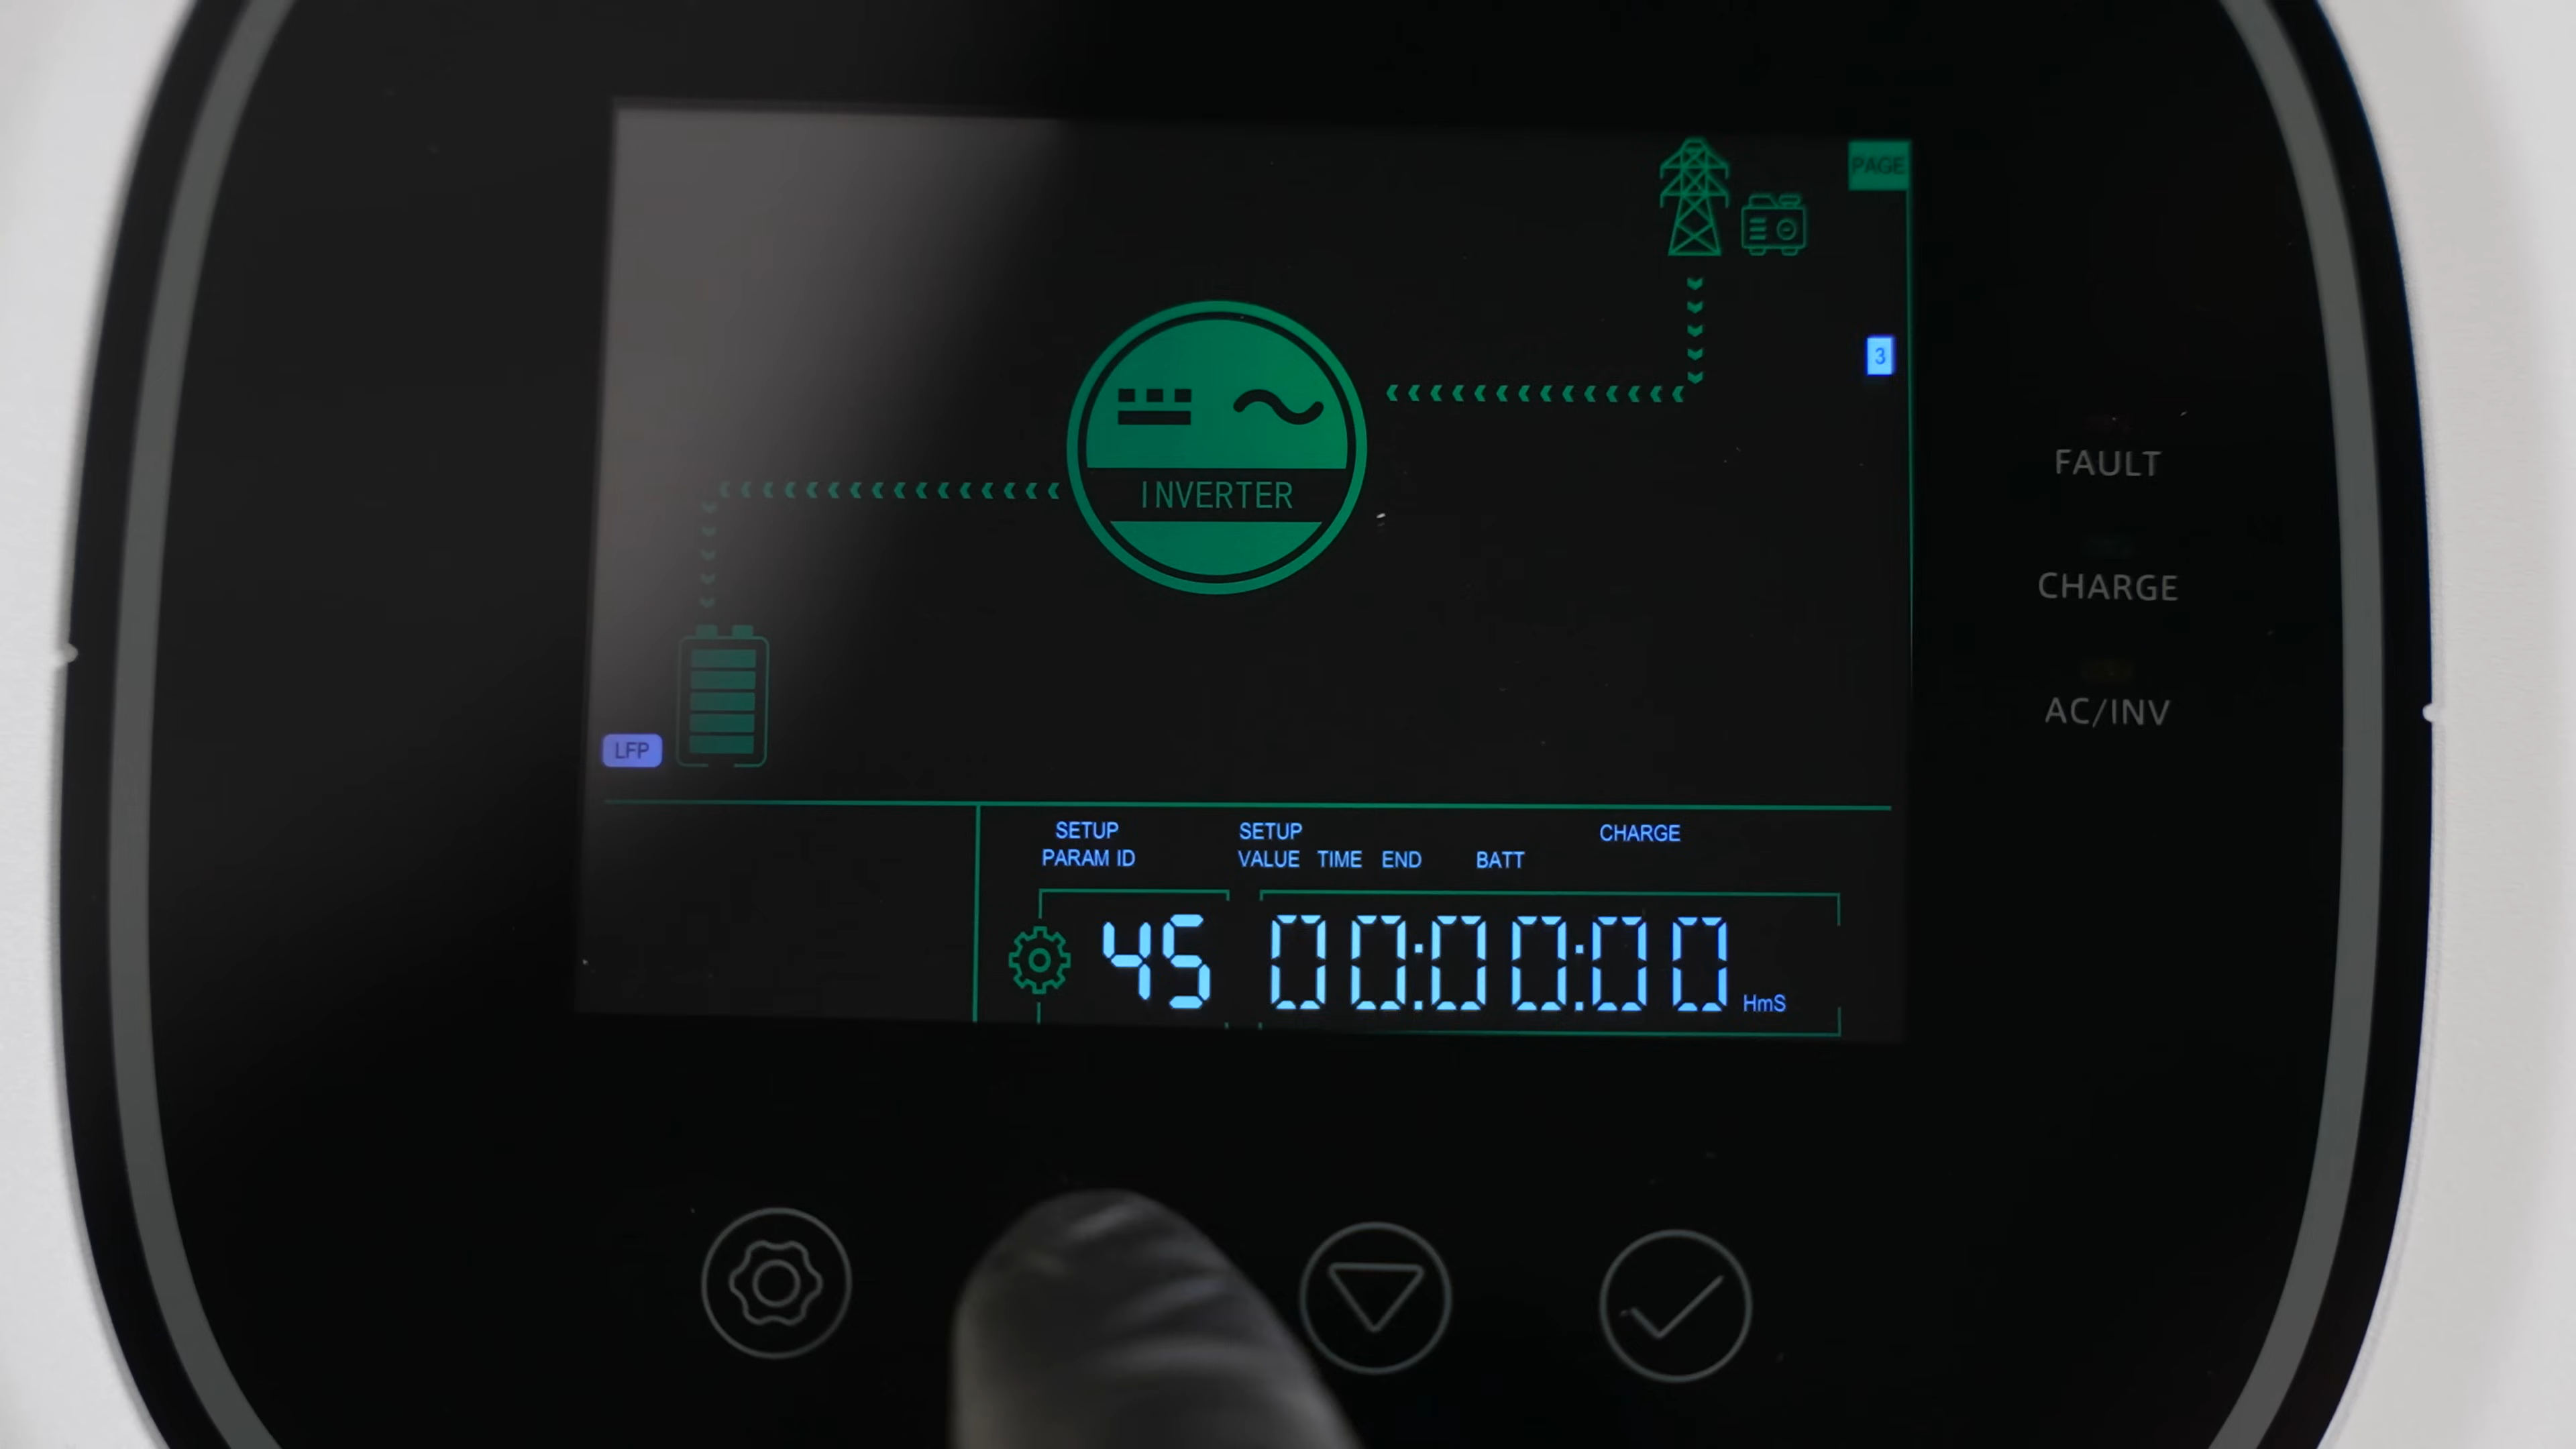 PAGE
3
INVERTER
FAULT
CHARGE
AC/INV
LFP
SETUP PARAM ID
SETUP VALUE TIME END BATT CHARGE
45 00:00:00 HmS